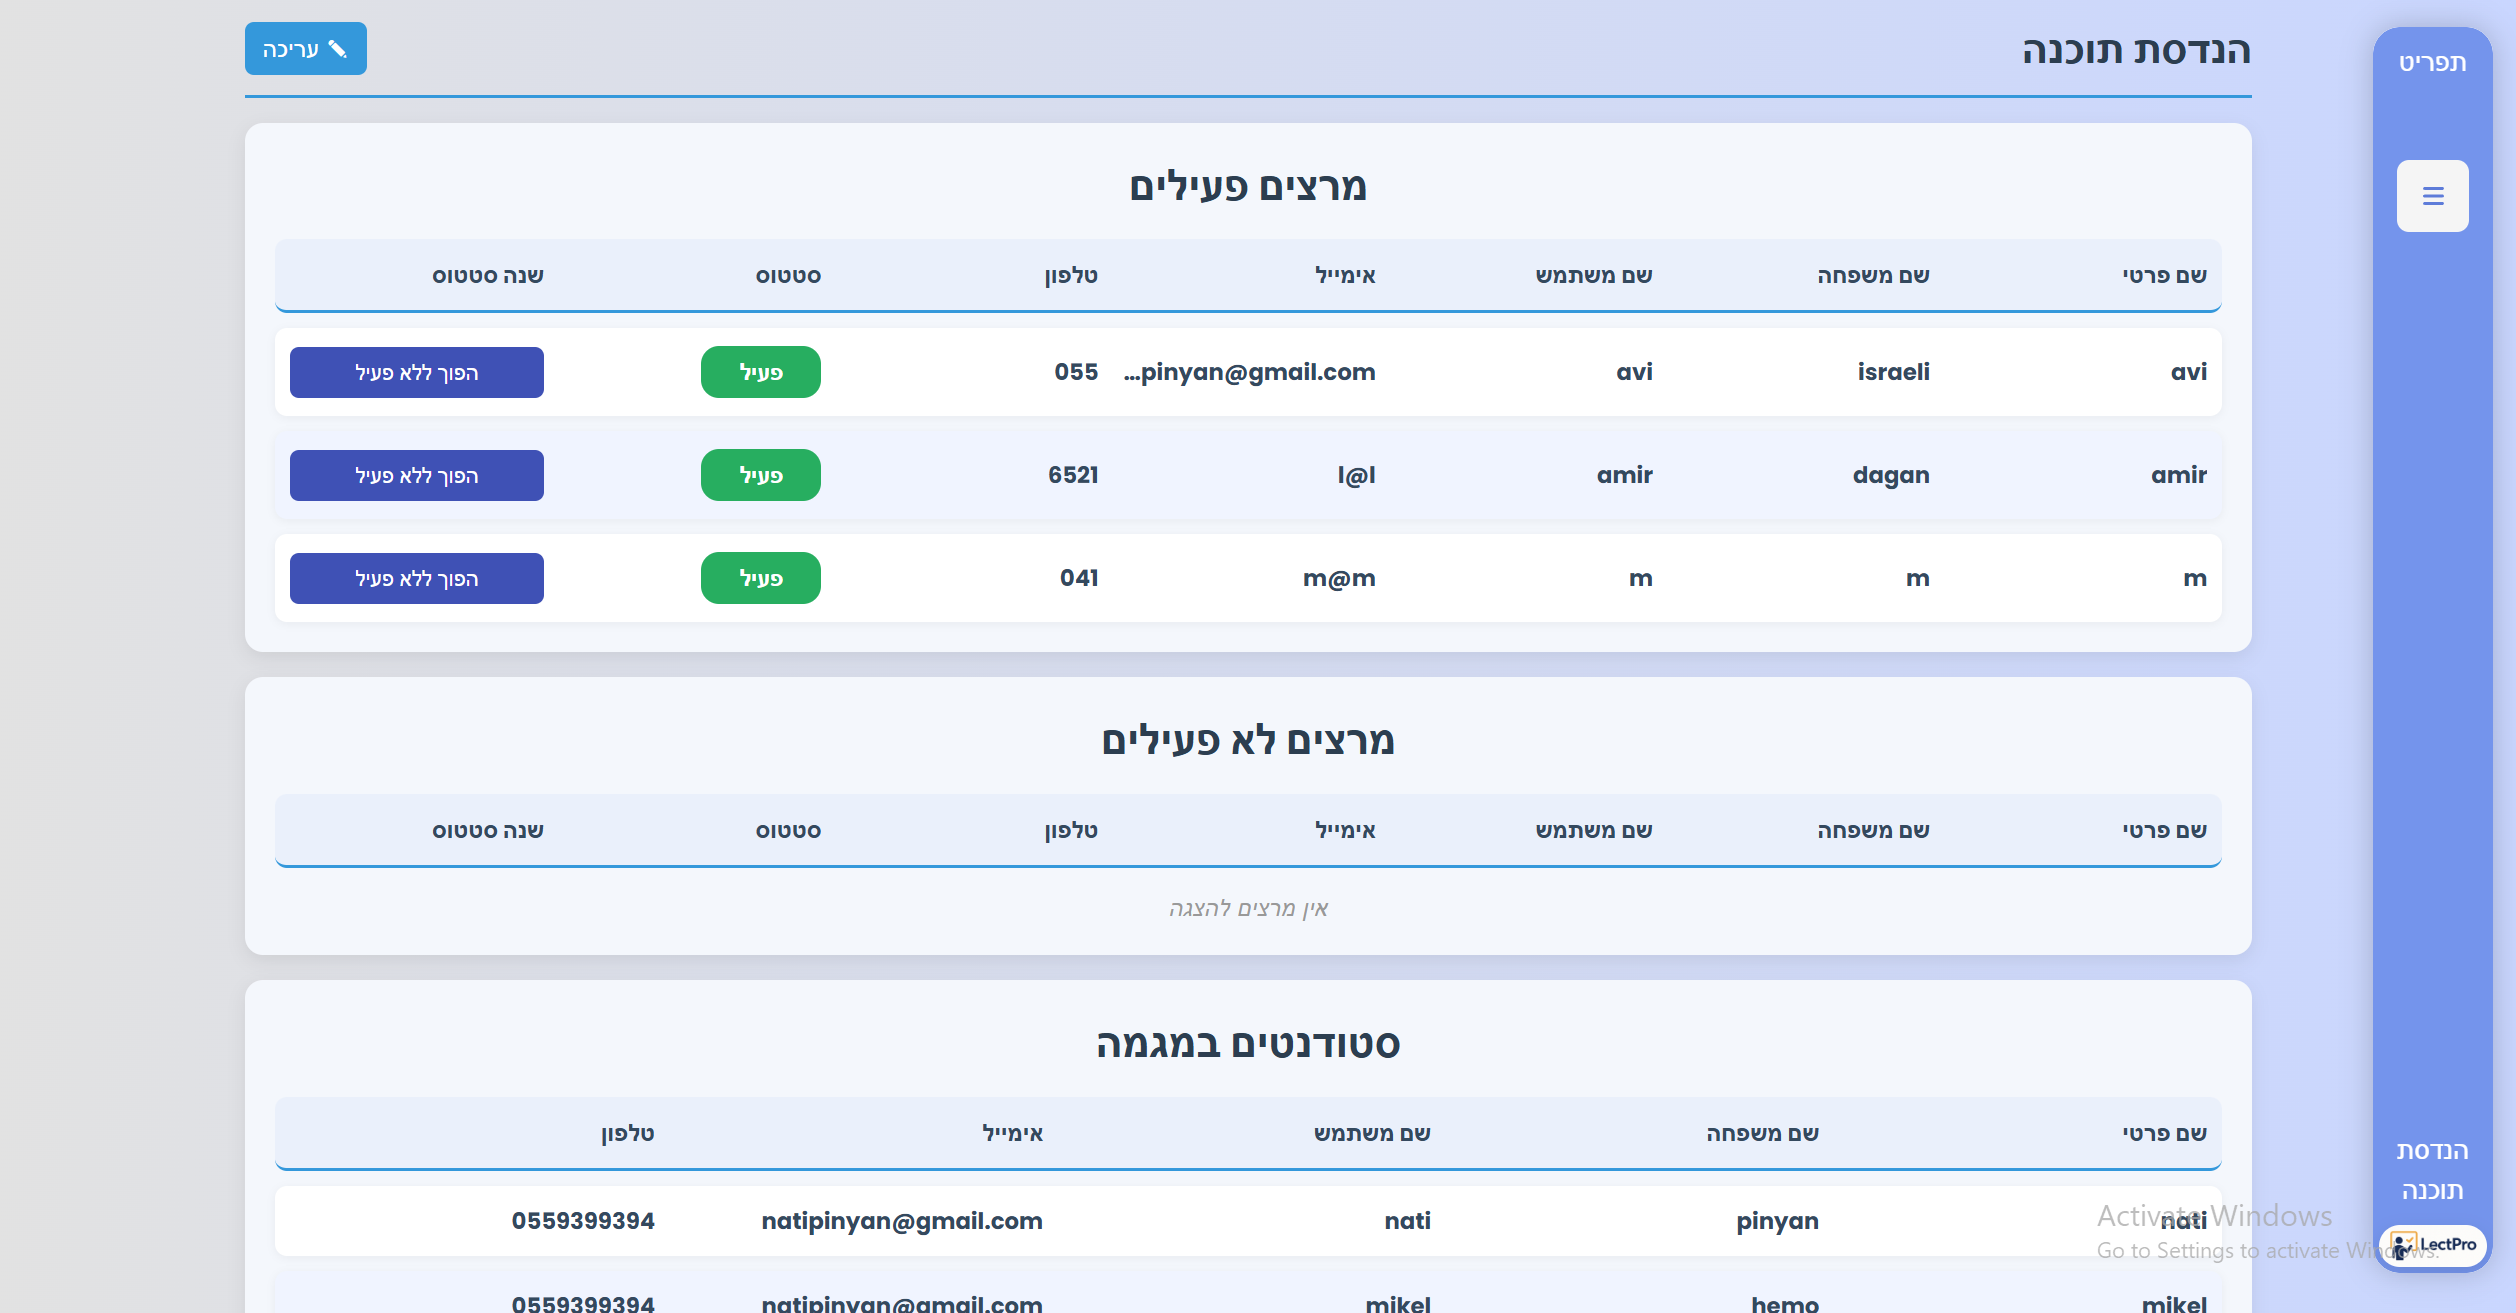 תפריט
הנדסת תוכנה
עריכה
מרצים פעילים
שם פרטי שם משפחה שם משתמש אימייל טלפון סטטוס שנה סטטוס
avi israeli avi ...pinyan@gmail.com 055 פעיל הפוך ללא פעיל
amir dagan amir l@l 6521 פעיל הפוך ללא פעיל
m m m m@m 041 פעיל הפוך ללא פעיל
מרצים לא פעילים
שם פרטי שם משפחה שם משתמש אימייל טלפון סטטוס שנה סטטוס
אין מרצים להצגה
סטודנטים במגמה
שם פרטי שם משפחה שם משתמש אימייל טלפון
nati pinyan nati natipinyan@gmail.com 0559399394
mikel hemo mikel natipinyan@gmail.com 0559399394
הנדסת
תוכנה
LectPro
Activate Windows
Go to Settings to activate Windows.